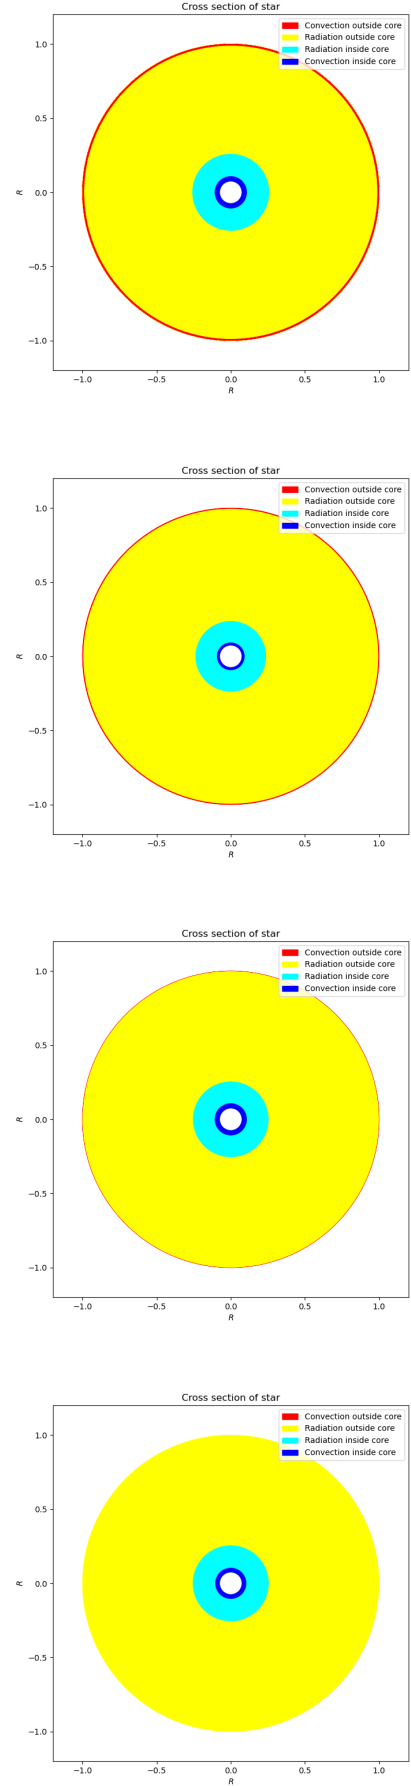 Cross section of star
Convection outside core
Radiation outside core
Radiation inside core
Convection inside core
1.0
0.5
0.0
−0.5
−1.0
R
−1.0 −0.5 0.0 0.5 1.0
R
Cross section of star
Convection outside core
Radiation outside core
Radiation inside core
Convection inside core
1.0
0.5
0.0
−0.5
−1.0
R
−1.0 −0.5 0.0 0.5 1.0
R
Cross section of star
Convection outside core
Radiation outside core
Radiation inside core
Convection inside core
1.0
0.5
0.0
−0.5
−1.0
R
−1.0 −0.5 0.0 0.5 1.0
R
Cross section of star
Convection outside core
Radiation outside core
Radiation inside core
Convection inside core
1.0
0.5
0.0
−0.5
−1.0
R
−1.0 −0.5 0.0 0.5 1.0
R